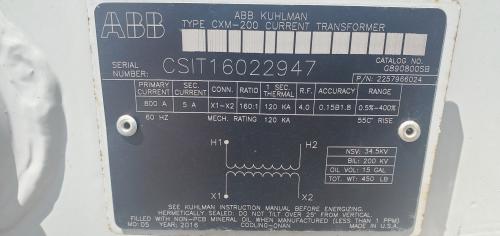 ABB
ABB KUHLMAN
TYPE CXM-200 CURRENT TRANSFORMER
SERIAL NUMBER: CSIT16022947
CATALOG NO.
G890800SB
P/N: 2257966024
PRIMARY CURRENT SEC. CURRENT CONN. RATIO 1 SEC. THERMAL R.F. ACCURACY RANGE
800 A 5 A X1-X2 160:1 120 KA 4.0 0.15B1.8 0.5%-400%
60 HZ MECH. RATING 120 KA 55C° RISE
H1 H2
X1 X2
NSV: 34.5KV
BIL: 200 KV
OIL VOL: 15 GAL
TOT. WT: 450 LB
SEE KUHLMAN INSTRUCTION MANUAL BEFORE ENERGIZING.
HERMETICALLY SEALED: DO NOT TILT OVER 25° FROM VERTICAL.
FILLED WITH NON-PCB MINERAL OIL WHEN MANUFACTURED (LESS THAN 1 PPM)
MO: 05 YEAR: 2016 COOLING-ONAN MADE IN U.S.A.